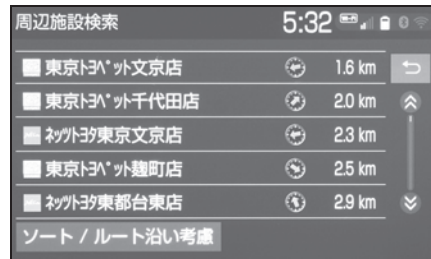 周辺施設検索 5:32
東京トヨペット文京店 1.6 km
東京トヨペット千代田店 2.0 km
ネッツトヨタ東京文京店 2.3 km
東京トヨペット麹町店 2.5 km
ネッツトヨタ東都台東店 2.9 km
ソート / ルート沿い考慮